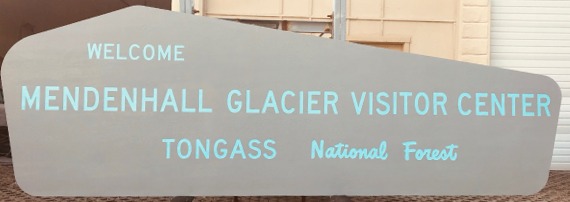 WELCOME
MENDENHALL GLACIER VISITOR CENTER
TONGASS National Forest